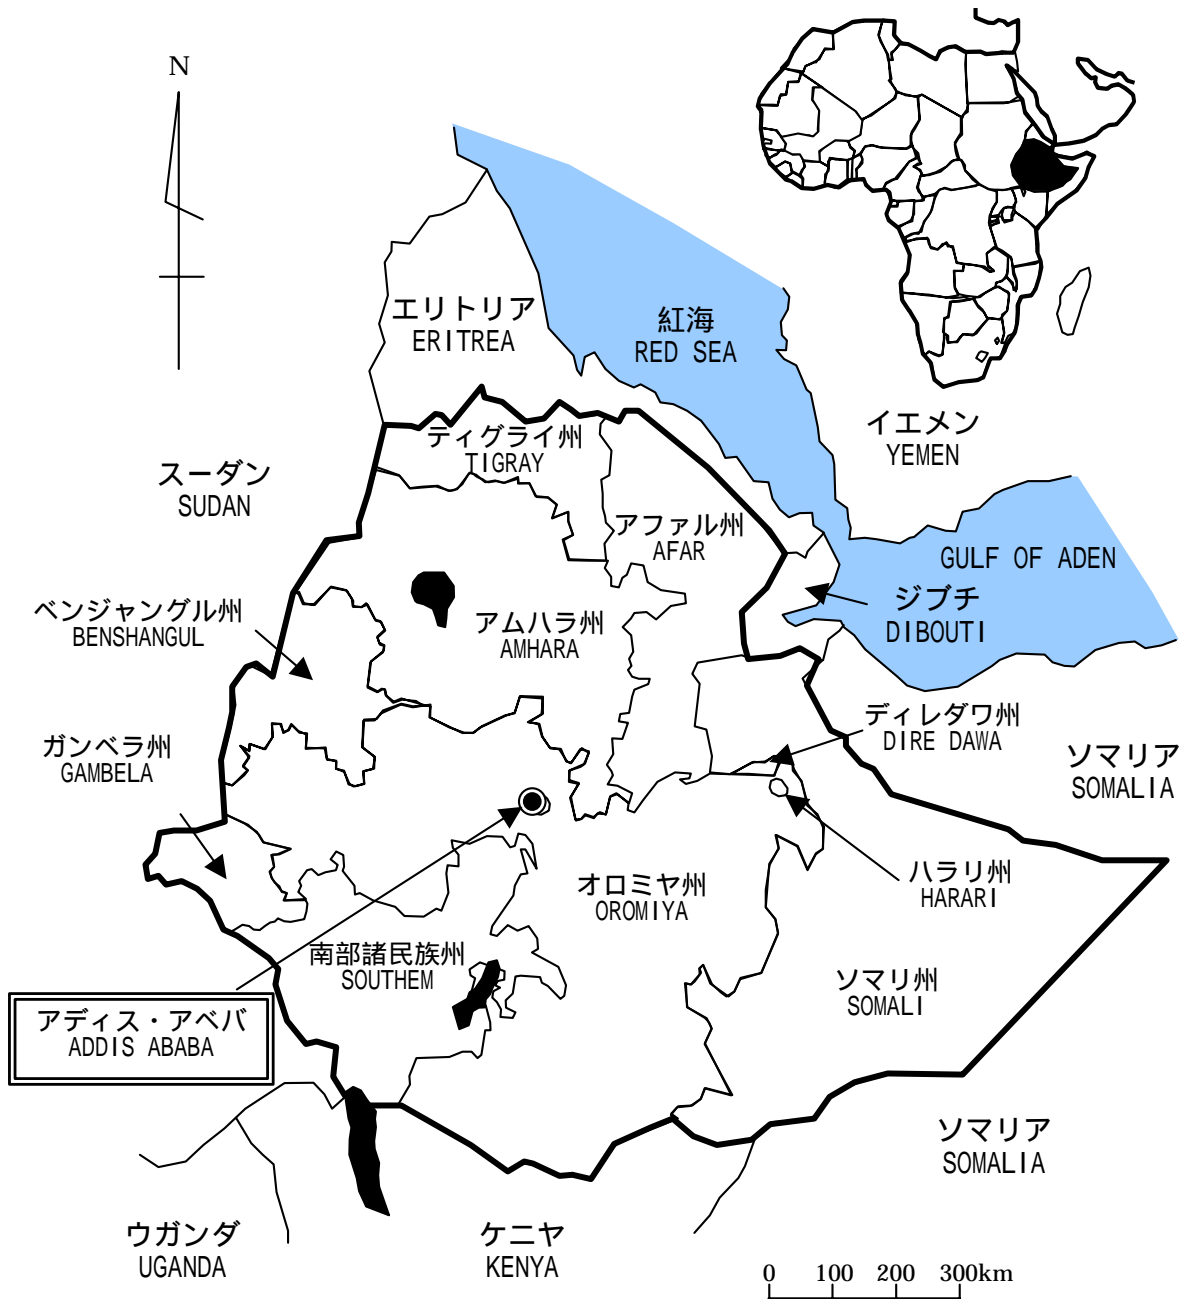 N
エリトリア
ERITREA
紅海
RED SEA
イエメン
YEMEN
スーダン
SUDAN
ティグライ州
TIGRAY
アファル州
AFAR
GULF OF ADEN
ジブチ
DIBOUTI
ベンジャングル州
BENSHANGUL
アムハラ州
AMHARA
ディレダワ州
DIRE DAWA
ガンベラ州
GAMBELA
ソマリア
SOMALIA
ハラリ州
HARARI
オロミヤ州
OROMIYA
南部諸民族州
SOUTHEM
ソマリ州
SOMALI
アディス・アベバ
ADDIS ABABA
ソマリア
SOMALIA
ウガンダ
UGANDA
ケニヤ
KENYA
0 100 200 300km